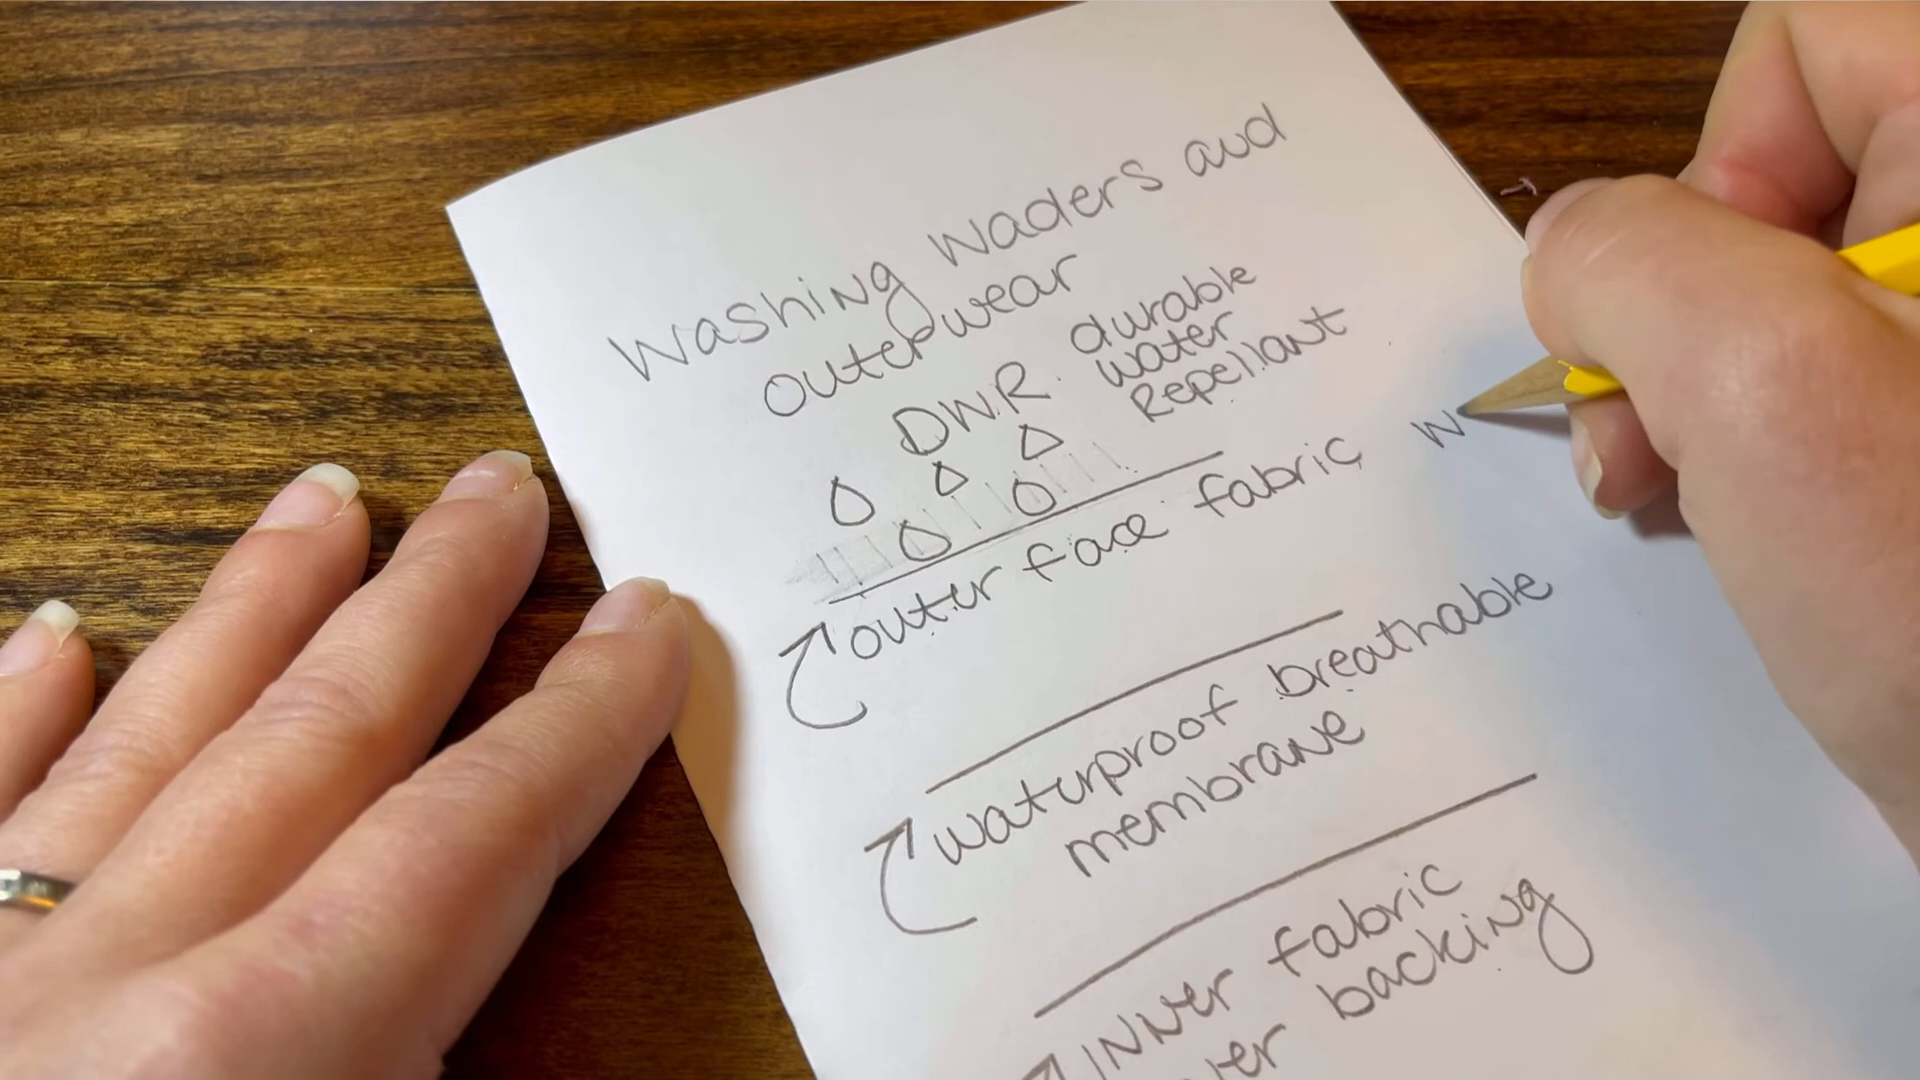 Washing waders and
outerwear
DWR durable
water
Repellant
outer face fabric W
waterproof breathable
membrane
INNer fabric
backing